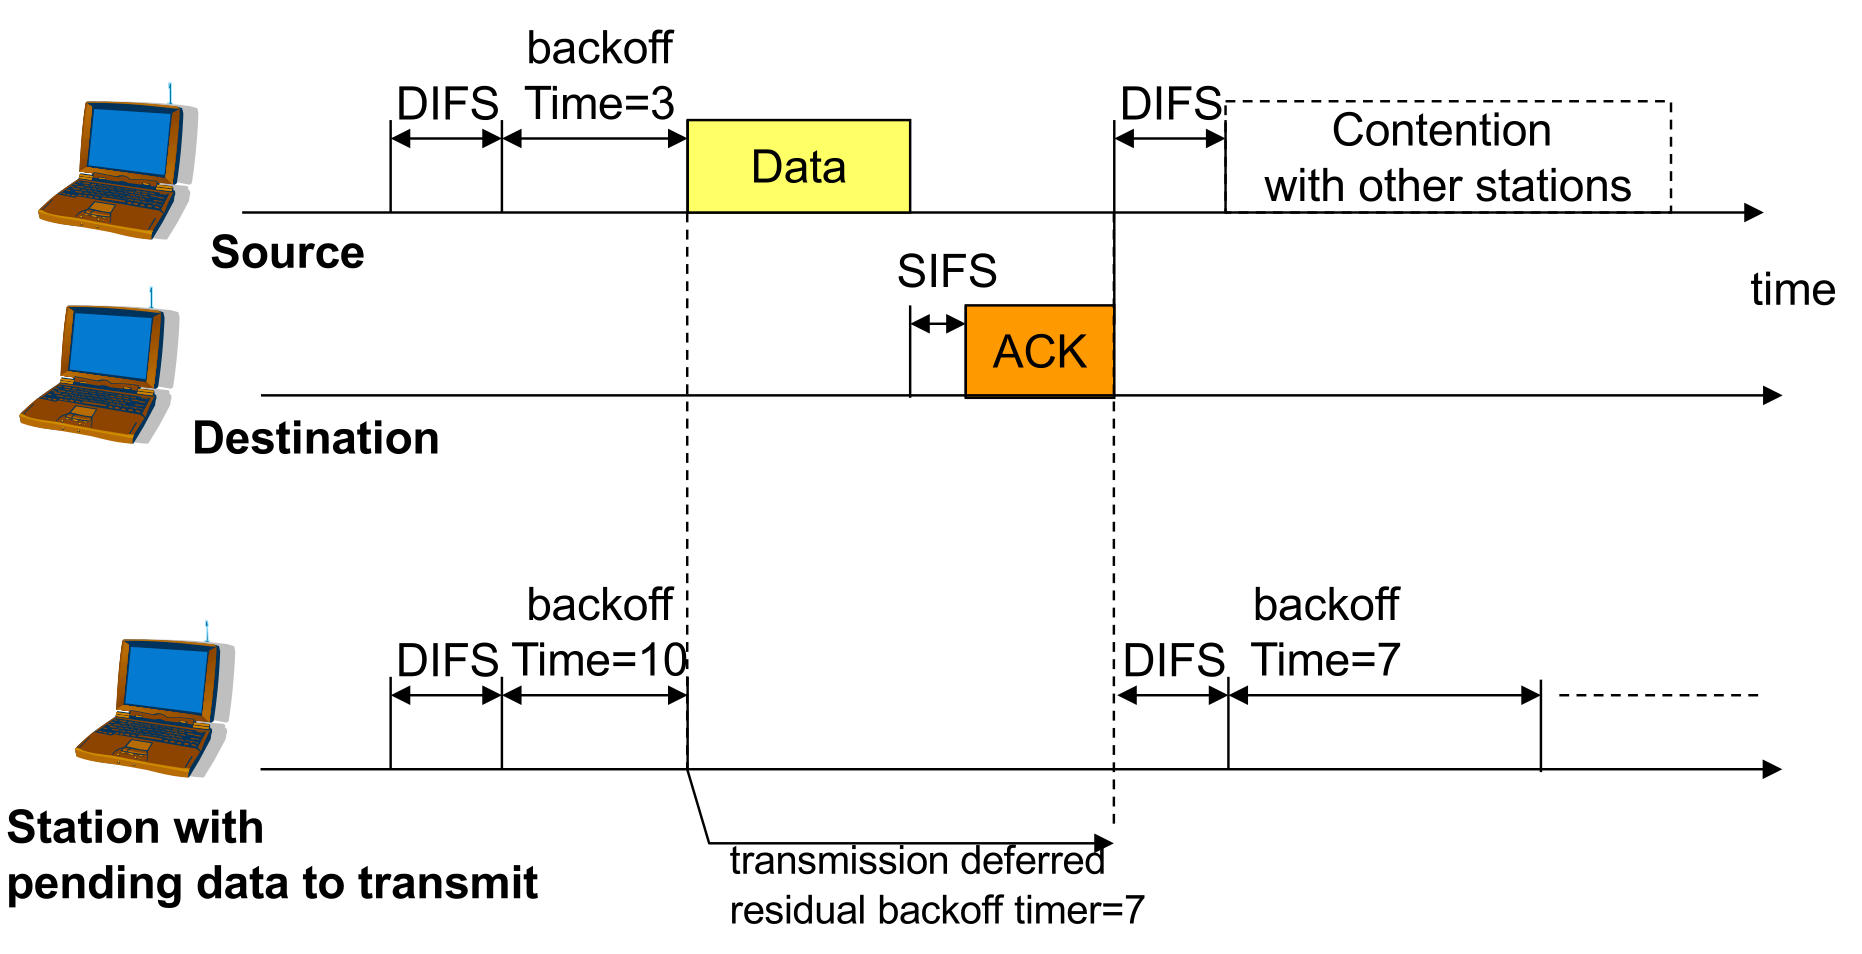 backoff
DIFS Time=3
DIFS
Data
Contention
with other stations
Source
SIFS
time
ACK
Destination
backoff
DIFS Time=10
backoff
DIFS Time=7
Station with
pending data to transmit
transmission deferred
residual backoff timer=7